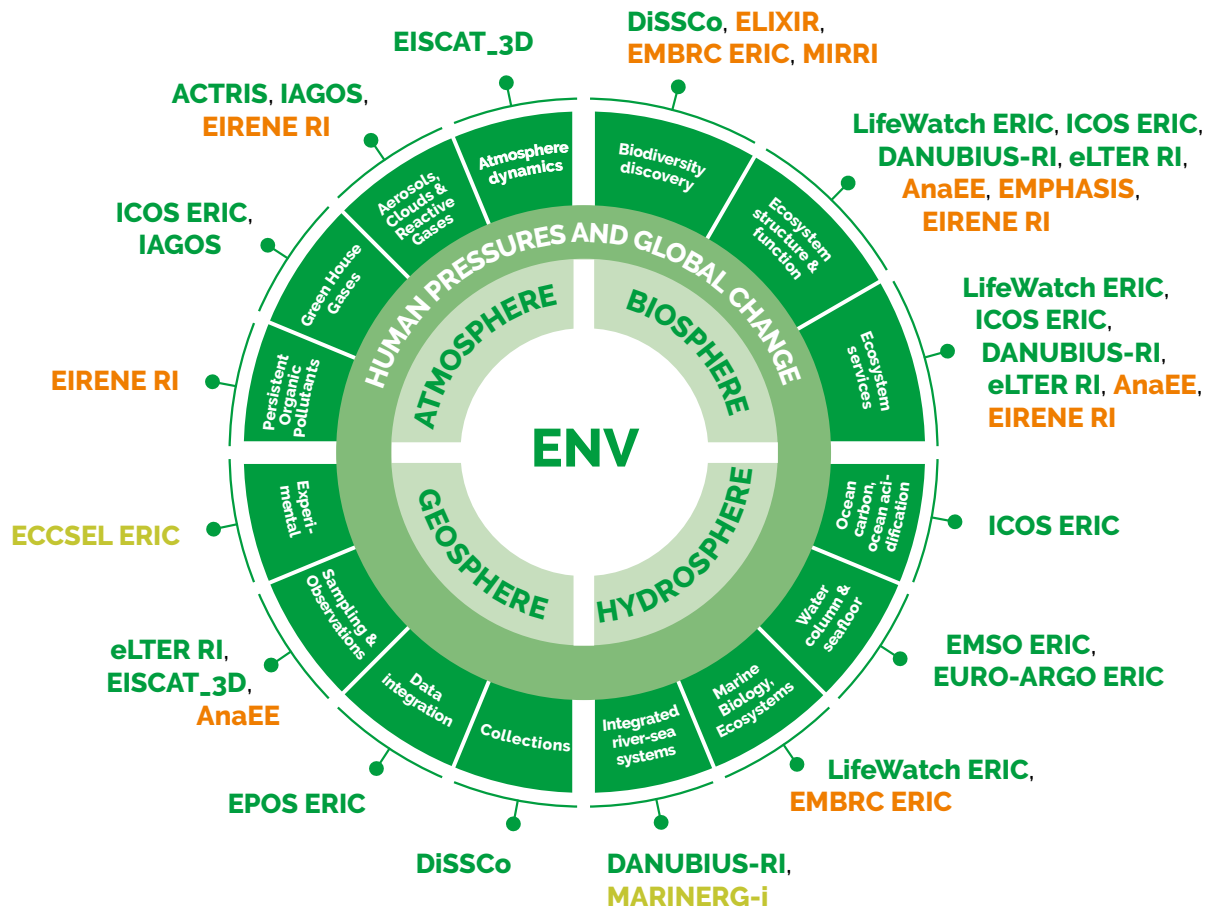 EISCAT_3D
DiSSCo, ELIXIR,
EMBRC ERIC, MIRRI
ACTRIS, IAGOS,
EIRENE RI
LifeWatch ERIC, ICOS ERIC,
DANUBIUS-RI, eLTER RI,
AnaEE, EMPHASIS,
EIRENE RI
ICOS ERIC,
IAGOS
LifeWatch ERIC,
ICOS ERIC,
DANUBIUS-RI,
eLTER RI, AnaEE,
EIRENE RI
EIRENE RI
Atmosphere
dynamics
Biodiversity
discovery
Aerosols,
Clouds &
Reactive
Gases
Ecosystem
structure &
function
Green House
Gases
Ecosystem
services
Persistent
Organic
Pollutants
HUMAN PRESSURES AND GLOBAL CHANGE
ATMOSPHERE
BIOSPHERE
ENV
GEOSPHERE
HYDROSPHERE
Experi-
mental
Ocean
carbon,
ocean aci-
dification
Sampling &
Observations
Water
column &
seafloor
Data
integration
Marine
Biology,
Ecosystems
Collections
Integrated
river-sea
systems
ECCSEL ERIC
ICOS ERIC
eLTER RI,
EISCAT_3D,
AnaEE
EMSO ERIC,
EURO-ARGO ERIC
EPOS ERIC
LifeWatch ERIC,
EMBRC ERIC
DiSSCo
DANUBIUS-RI,
MARINERG-i